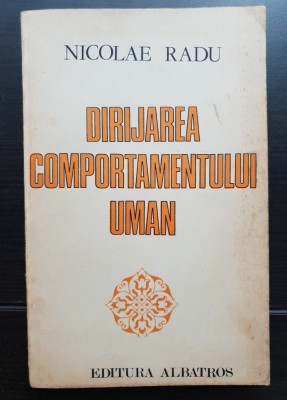 NICOLAE RADU
DIRIJAREA
COMPORTAMENTULUI
UMAN
EDITURA ALBATROS